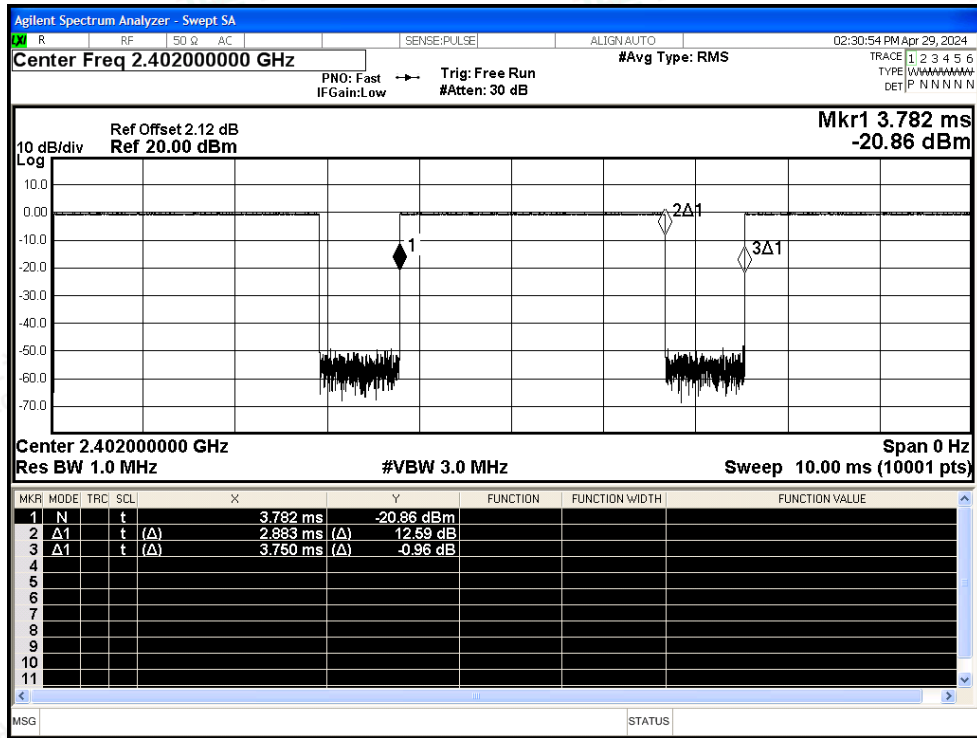 Agilent Spectrum Analyzer - Swept SA
LXI R RF 50 Ω AC SENSE:PULSE ALIGN AUTO 02:30:54 PM Apr 29, 2024
Center Freq 2.402000000 GHz #Avg Type: RMS TRACE 1 2 3 4 5 6
PNO: Fast Trig: Free Run TYPE WWWWWW
IFGain:Low #Atten: 30 dB DET P N N N N N
Mkr1 3.782 ms
Ref Offset 2.12 dB
10 dB/div Ref 20.00 dBm -20.86 dBm
Log
10.0
0.00
2Δ1
-10.0
1
3Δ1
-20.0
-30.0
-40.0
-50.0
-60.0
-70.0
Center 2.402000000 GHz Span 0 Hz
Res BW 1.0 MHz #VBW 3.0 MHz Sweep 10.00 ms (10001 pts)
MKR MODE TRC SCL X Y FUNCTION FUNCTION WIDTH FUNCTION VALUE
1 N t 3.782 ms -20.86 dBm
2 Δ1 t (Δ) 2.883 ms (Δ) 12.59 dB
3 Δ1 t (Δ) 3.750 ms (Δ) -0.96 dB
4
5
6
7
8
9
10
11
MSG STATUS